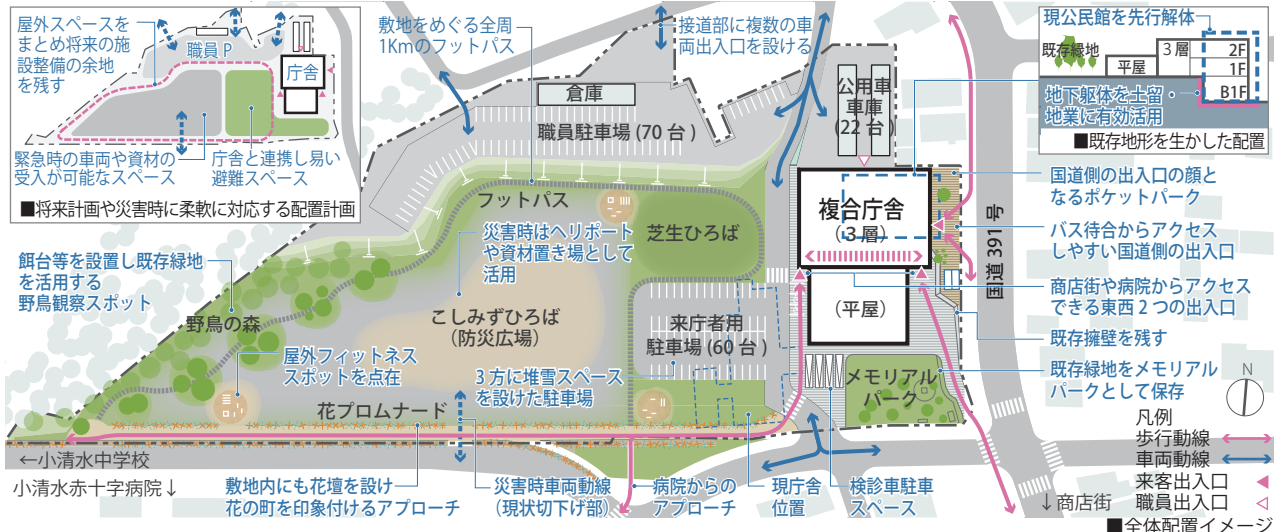 屋外スペースを
まとめ将来の施
設整備の余地
を残す
職員P
庁舎
緊急時の車両や資材の
受入が可能なスペース
庁舎と連携し易い
避難スペース
■将来計画や災害時に柔軟に対応する配置計画
敷地をめぐる全周
1Kmのフットパス
接道部に複数の車
両出入口を設ける
倉庫
職員駐車場(70台)
公用車
車庫
(22台)
現公民館を先行解体
既存緑地
平屋
3層
2F
1F
B1F
地下躯体を土留・
地業に有効活用
■既存地形を生かした配置
フットパス
災害時はヘリポート
や資材置き場として
活用
芝生ひろば
複合庁舎
(3層)
(平屋)
国道391号
国道側の出入口の顔と
なるポケットパーク
バス待合からアクセス
しやすい国道側の出入口
商店街や病院からアクセス
できる東西2つの出入口
既存擁壁を残す
既存緑地をメモリアル
パークとして保存
餌台等を設置し既存緑地
を活用する
野鳥観察スポット
野鳥の森
こしみずひろば
(防災広場)
来庁者用
駐車場(60台)
屋外フィットネス
スポットを点在
3方に堆雪スペース
を設けた駐車場
花プロムナード
メモリアル
パーク
N
←小清水中学校
小清水赤十字病院↓
敷地内にも花壇を設け
花の町を印象付けるアプローチ
災害時車両動線
(現状切下げ部)
病院からの
アプローチ
現庁舎
位置
検診車駐車
スペース
↓商店街
凡例
歩行動線
車両動線
来客出入口
職員出入口
■全体配置イメージ